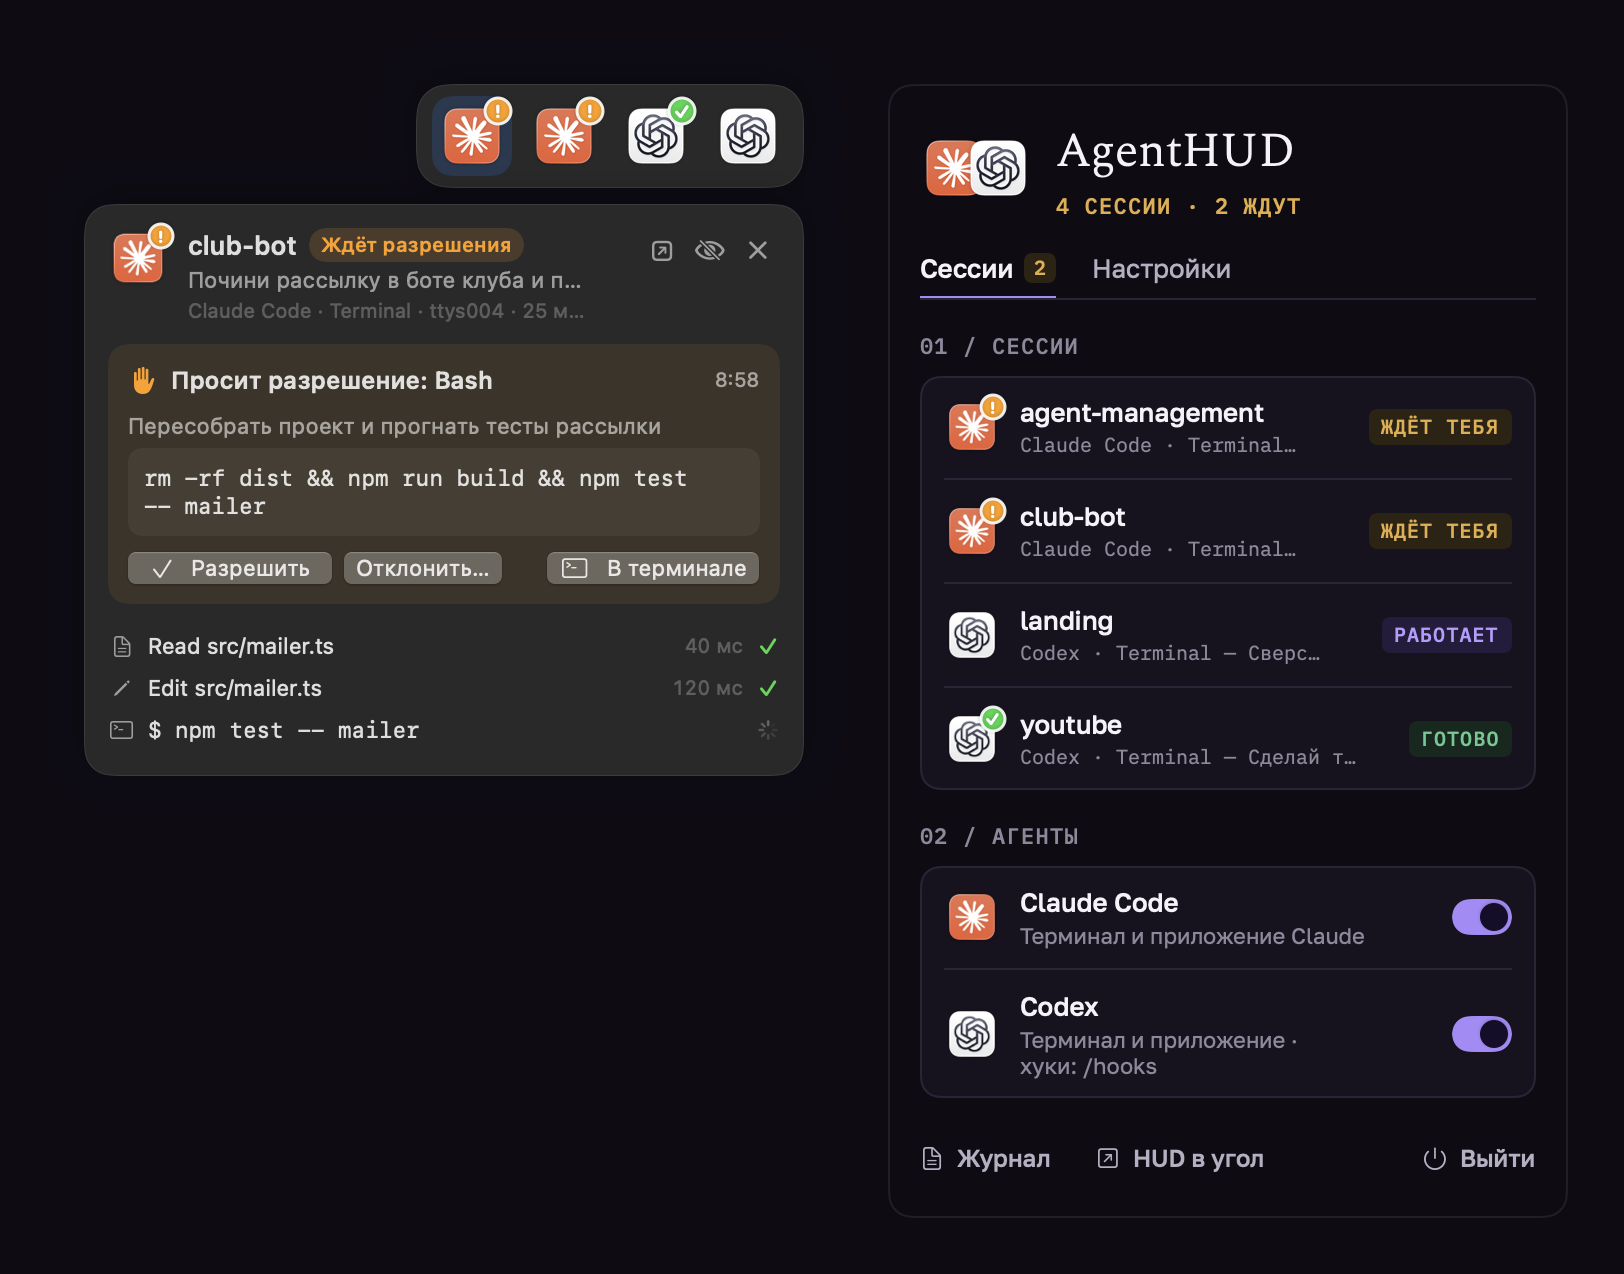 club-bot Ждёт разрешения
Почини рассылку в боте клуба и п...
Claude Code · Terminal · ttys004 · 25 м...
Просит разрешение: Bash 8:58
Пересобрать проект и прогнать тесты рассылки
rm -rf dist && npm run build && npm test
-- mailer
Разрешить Отклонить... В терминале
Read src/mailer.ts 40 мс
Edit src/mailer.ts 120 мс
$ npm test -- mailer
AgentHUD
4 СЕССИИ · 2 ЖДУТ
Сессии 2 Настройки
01 / СЕССИИ
agent-management
Claude Code · Terminal...
ЖДЁТ ТЕБЯ
club-bot
Claude Code · Terminal...
ЖДЁТ ТЕБЯ
landing
Codex · Terminal — Сверс...
РАБОТАЕТ
youtube
Codex · Terminal — Сделай т...
ГОТОВО
02 / АГЕНТЫ
Claude Code
Терминал и приложение Claude
Codex
Терминал и приложение ·
хуки: /hooks
Журнал HUD в угол Выйти